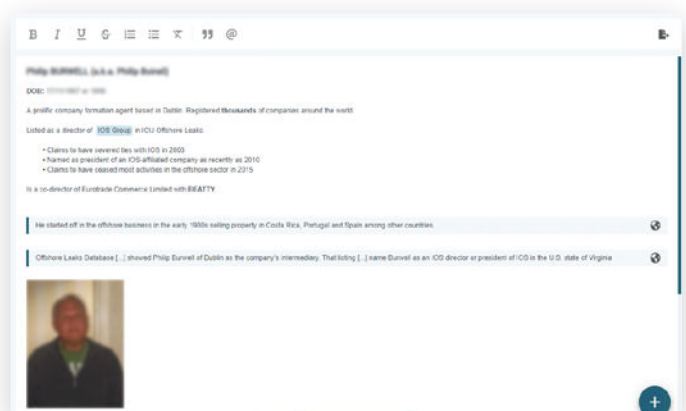 B I U S
DOB:
A prolific company formation agent based in Dublin. Registered thousands of companies around the world.
Listed as a director of IOS Group in ICIJ Offshore Leaks.
• Claims to have severed ties with IOS in 2003
• Named as president of an IOS-affiliated company as recently as 2010
• Claims to have ceased most activities in the offshore sector in 2015
Is a co-director of Eurotrade Commerce Limited with BEATTY.
He started off in the offshore business in the early 1980s selling property in Costa Rica, Portugal and Spain among other countries.
Offshore Leaks Database [...] showed Philip Burwell of Dublin as the company's intermediary. That listing [...] name Burwell as an IOS director or president of IOS in the U.S. state of Virginia